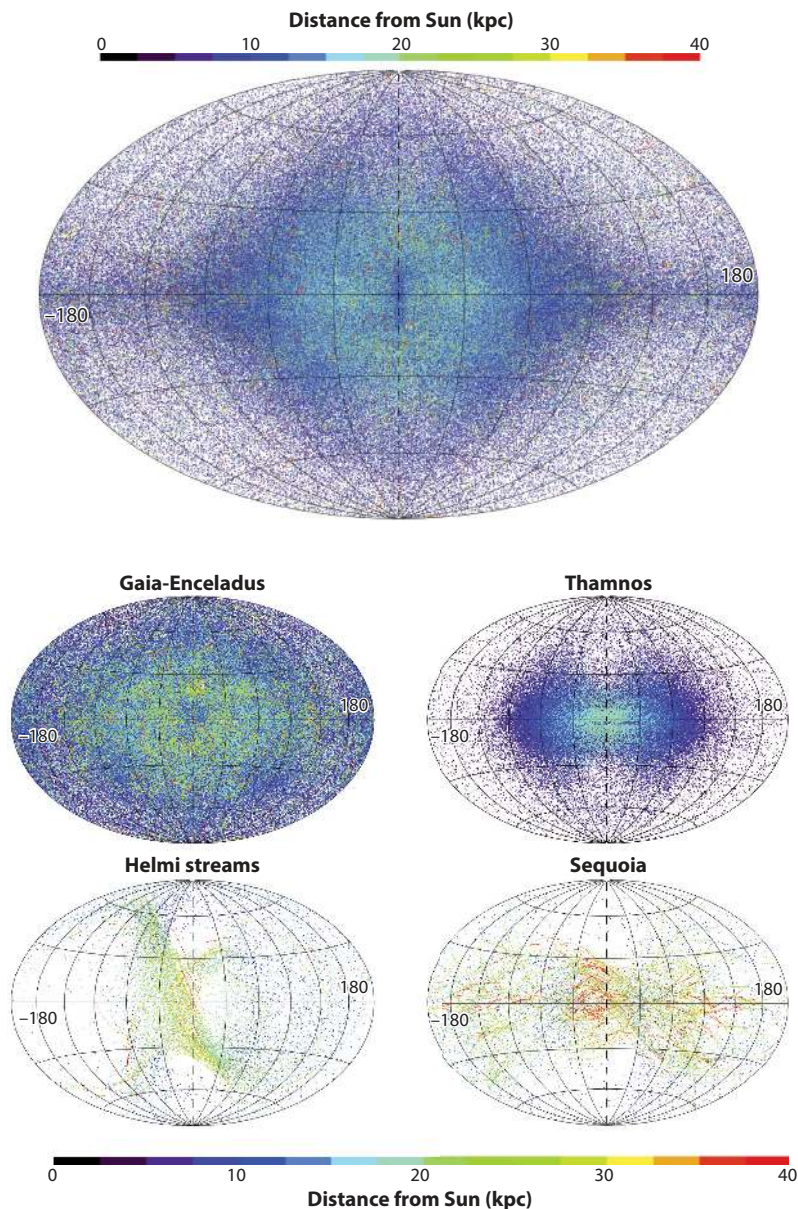 Distance from Sun (kpc)
0 10 20 30 40
−180 180
Gaia-Enceladus Thamnos
−180 180 −180 180
Helmi streams Sequoia
−180 180 −180 180
0 10 20 30 40
Distance from Sun (kpc)